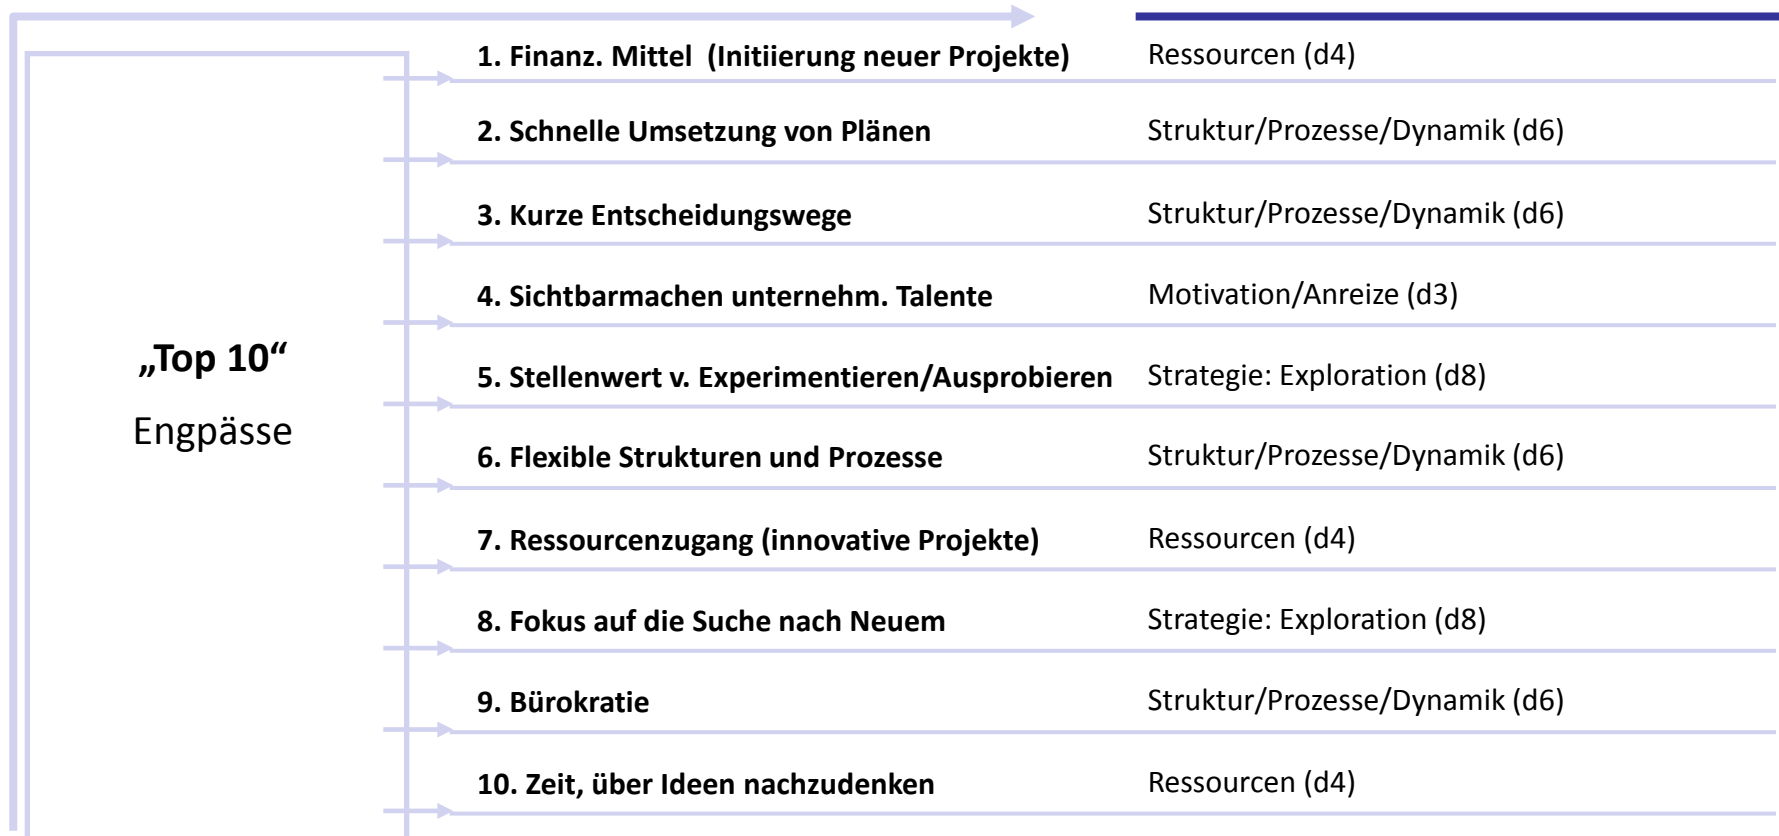 „Top 10“
Engpässe
1. Finanz. Mittel  (Initiierung neuer Projekte) Ressourcen (d4)
2. Schnelle Umsetzung von Plänen Struktur/Prozesse/Dynamik (d6)
3. Kurze Entscheidungswege Struktur/Prozesse/Dynamik (d6)
4. Sichtbarmachen unternehm. Talente Motivation/Anreize (d3)
5. Stellenwert v. Experimentieren/Ausprobieren Strategie: Exploration (d8)
6. Flexible Strukturen und Prozesse Struktur/Prozesse/Dynamik (d6)
7. Ressourcenzugang (innovative Projekte) Ressourcen (d4)
8. Fokus auf die Suche nach Neuem Strategie: Exploration (d8)
9. Bürokratie Struktur/Prozesse/Dynamik (d6)
10. Zeit, über Ideen nachzudenken Ressourcen (d4)